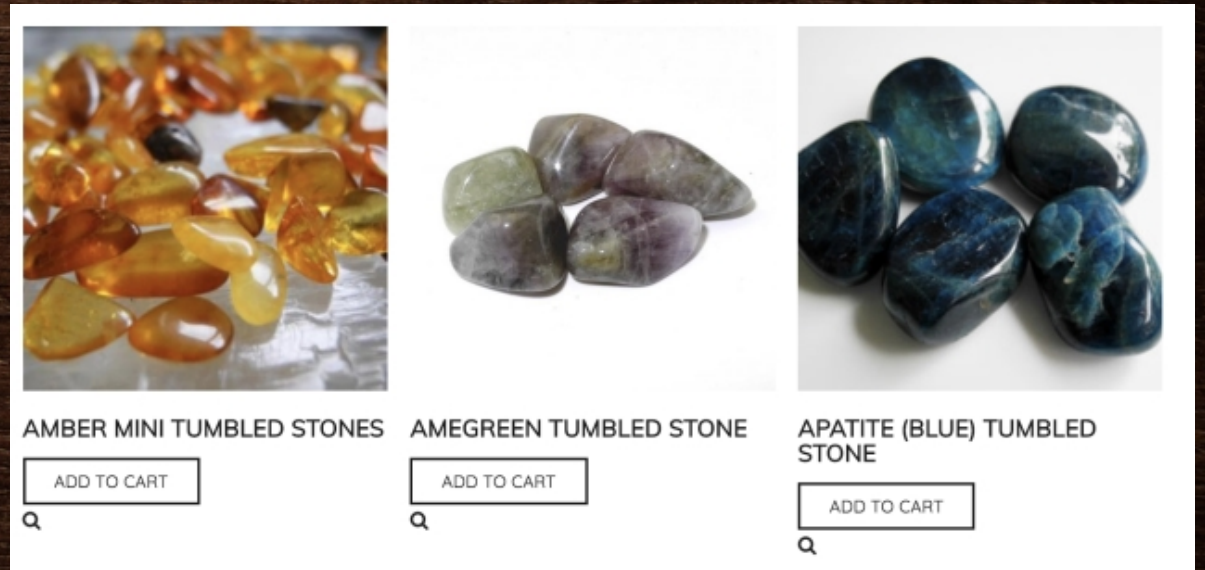 AMBER MINI TUMBLED STONES
ADD TO CART
AMEGREEN TUMBLED STONE
ADD TO CART
APATITE (BLUE) TUMBLED
STONE
ADD TO CART